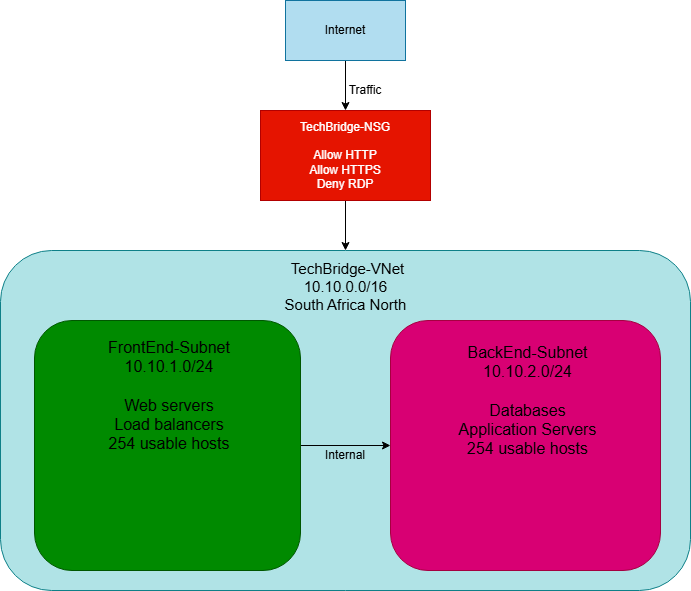 Internet
Traffic
TechBridge-NSG
Allow HTTP
Allow HTTPS
Deny RDP
TechBridge-VNet
10.10.0.0/16
South Africa North
FrontEnd-Subnet
10.10.1.0/24
Web servers
Load balancers
254 usable hosts
Internal
BackEnd-Subnet
10.10.2.0/24
Databases
Application Servers
254 usable hosts